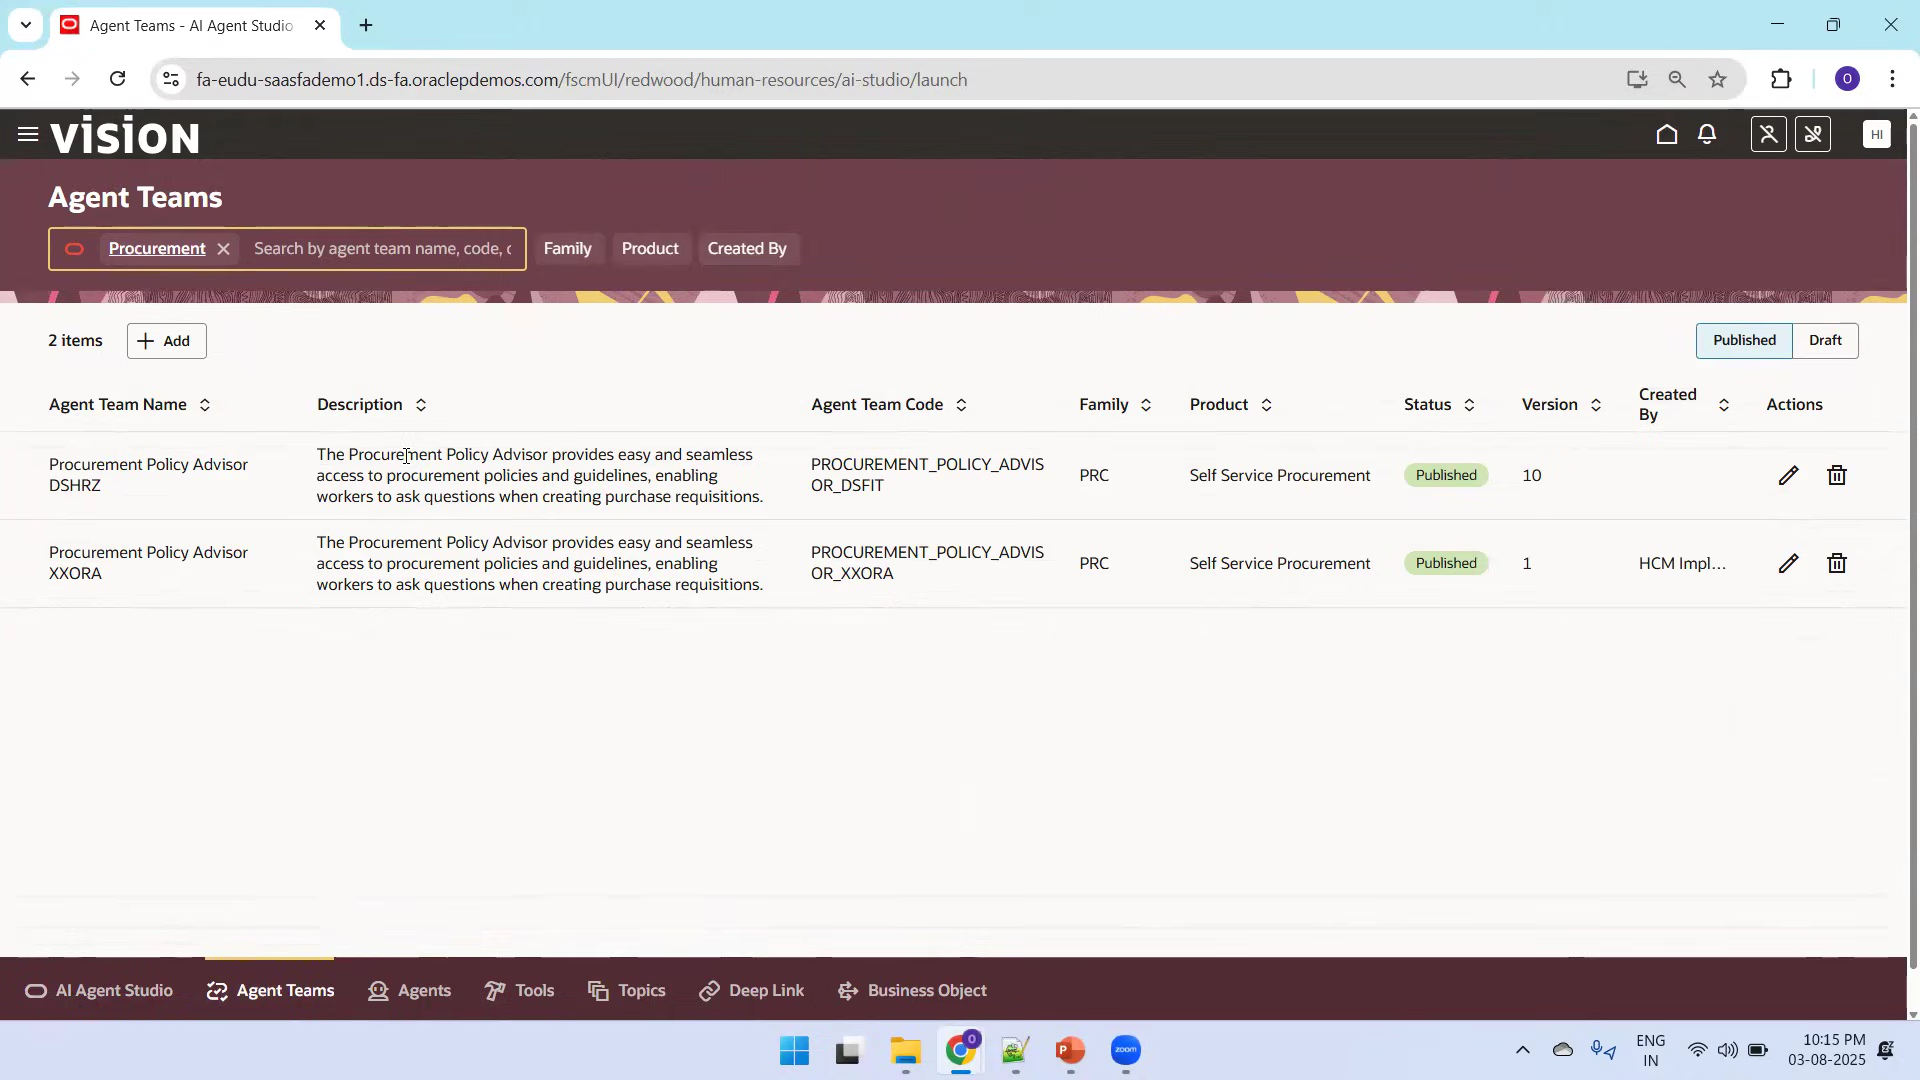 Agent Teams - AI Agent Studio
fa-eudu-saasfademo1.ds-fa.oraclepdemos.com/fscmUI/redwood/human-resources/ai-studio/launch
O
vision
HI
Agent Teams
Procurement Search by agent team name, code, c Family Product Created By
2 items Add Published Draft
Agent Team Name Description Agent Team Code Family Product Status Version Created By Actions
Procurement Policy Advisor DSHRZ
The Procurement Policy Advisor provides easy and seamless
access to procurement policies and guidelines, enabling
workers to ask questions when creating purchase requisitions.
PROCUREMENT_POLICY_ADVIS
OR_DSFIT
PRC Self Service Procurement Published 10
Procurement Policy Advisor XXORA
The Procurement Policy Advisor provides easy and seamless
access to procurement policies and guidelines, enabling
workers to ask questions when creating purchase requisitions.
PROCUREMENT_POLICY_ADVIS
OR_XXORA
PRC Self Service Procurement Published 1 HCM Impl...
AI Agent Studio Agent Teams Agents Tools Topics Deep Link Business Object
O
P
zoom
ENG
IN
10:15 PM
03-08-2025